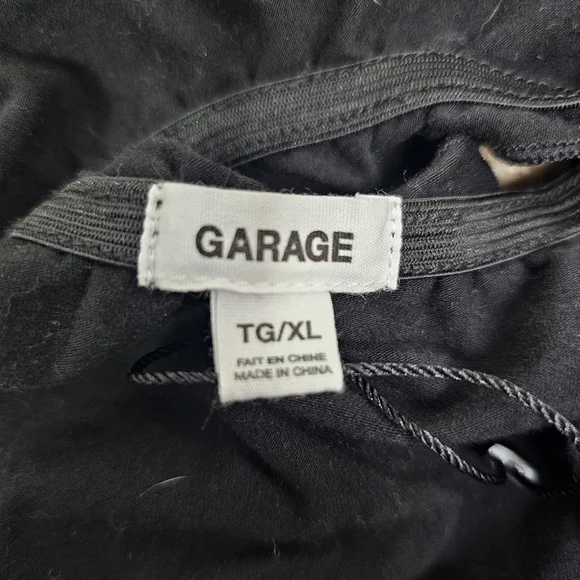 GARAGE
TG/XL
FAIT EN CHINE
MADE IN CHINA